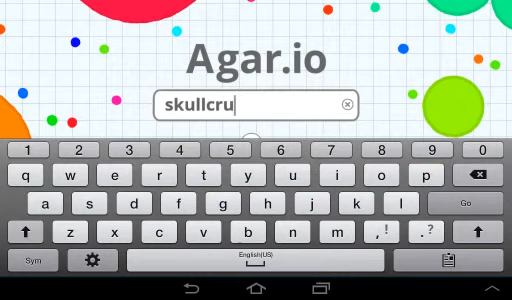 Agar.io
skullcru
1 2 3 4 5 6 7 8 9 0
q w e r t y u i o p
a s d f g h j k l Go
z x c v b n m , ! . ?
Sym English(US)